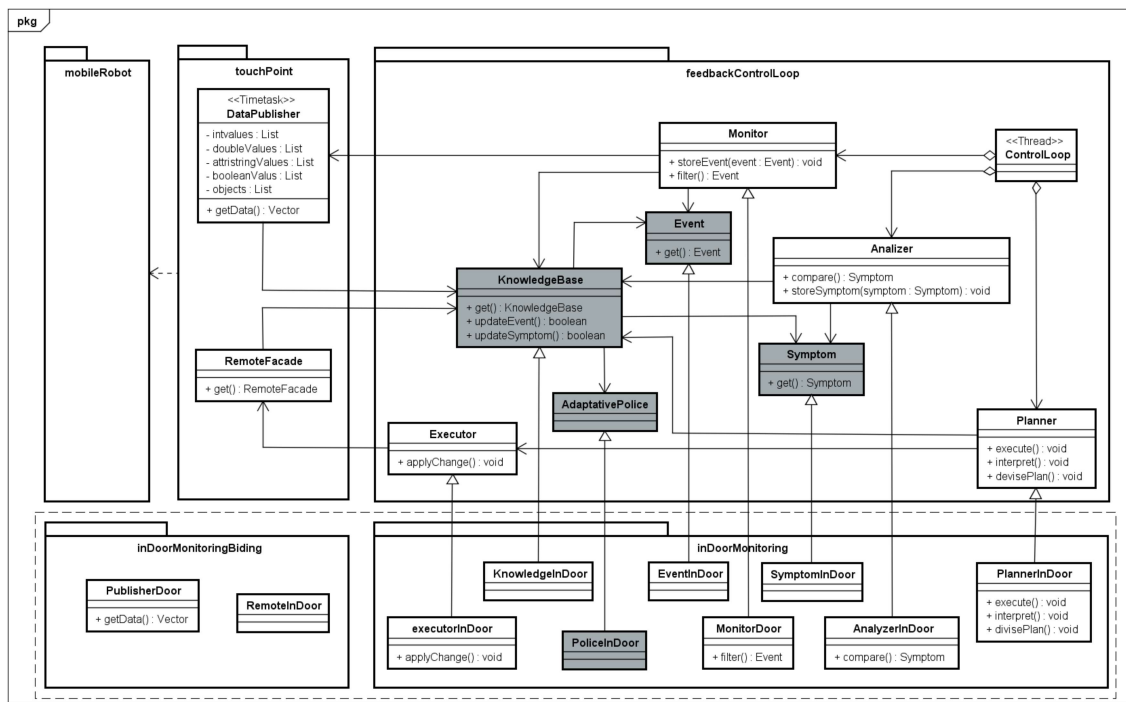 pkg
mobileRobot
touchPoint
<<Timetask>>
DataPublisher
- intvalues : List
- doubleValues : List
- attristringValues : List
- booleanValus : List
- objects : List
+ getData() : Vector
RemoteFacade
+ get() : RemoteFacade
feedbackControlLoop
Monitor
+ storeEvent(event : Event) : void
+ filter() : Event
<<Thread>>
ControlLoop
Event
+ get() : Event
Analizer
+ compare() : Symptom
+ storeSymptom(symptom : Symptom) : void
KnowledgeBase
+ get() : KnowledgeBase
+ updateEvent() : boolean
+ updateSymptom() : boolean
Symptom
+ get() : Symptom
AdaptativePolice
Executor
+ applyChange() : void
Planner
+ execute() : void
+ interpret() : void
+ devisePlan() : void
inDoorMonitoringBiding
PublisherDoor
+ getData() : Vector
RemoteInDoor
inDoorMonitoring
KnowledgeInDoor
EventInDoor
SymptomInDoor
PlannerInDoor
+ execute() : void
+ interpret() : void
+ divisePlan() : void
executorInDoor
+ applyChange() : void
PoliceInDoor
MonitorDoor
+ filter() : Event
AnalyzerInDoor
+ compare() : Symptom